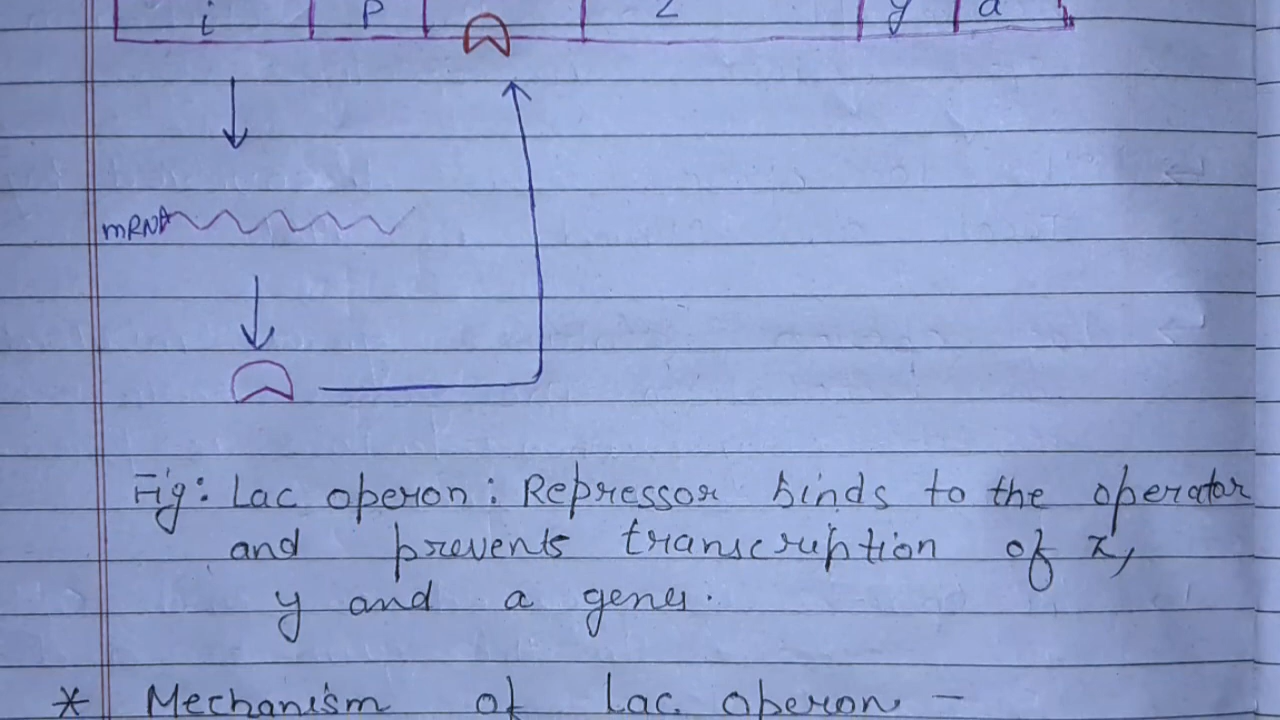 i P z y a
mRNA
Fig: Lac operon: Repressor binds to the operator
and prevents transcription of z,
y and a genes.
* Mechanism of Lac operon -